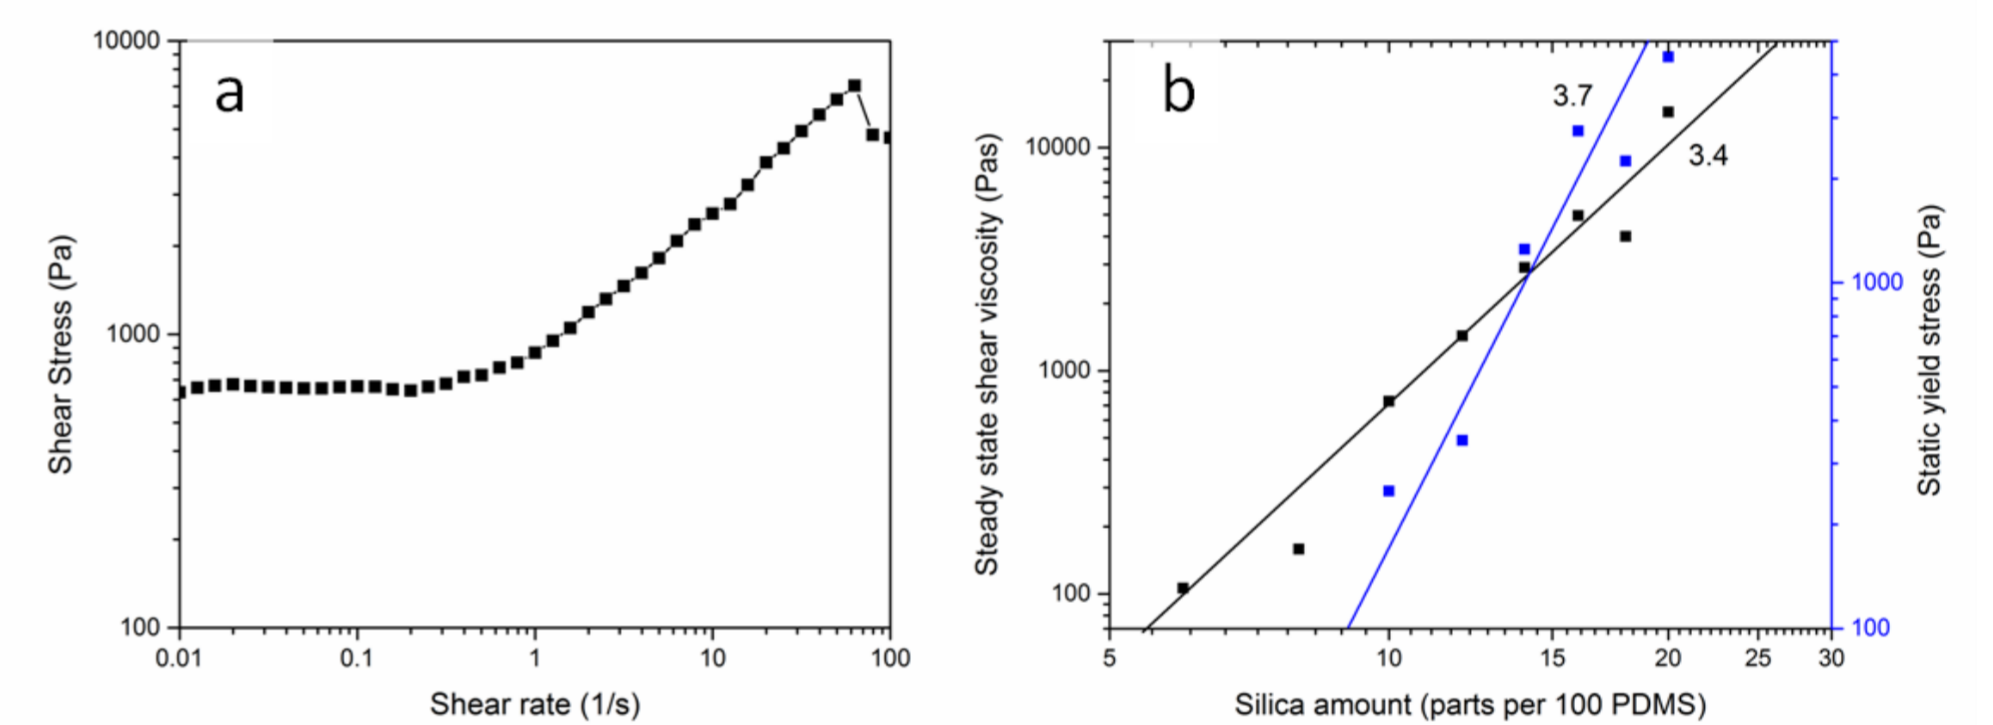 a
10000
1000
100
0.01 0.1 1 10 100
Shear Stress (Pa)
Shear rate (1/s)
b
3.7
3.4
10000
1000
100
5 10 15 20 25 30
1000
100
Steady state shear viscosity (Pas)
Static yield stress (Pa)
Silica amount (parts per 100 PDMS)